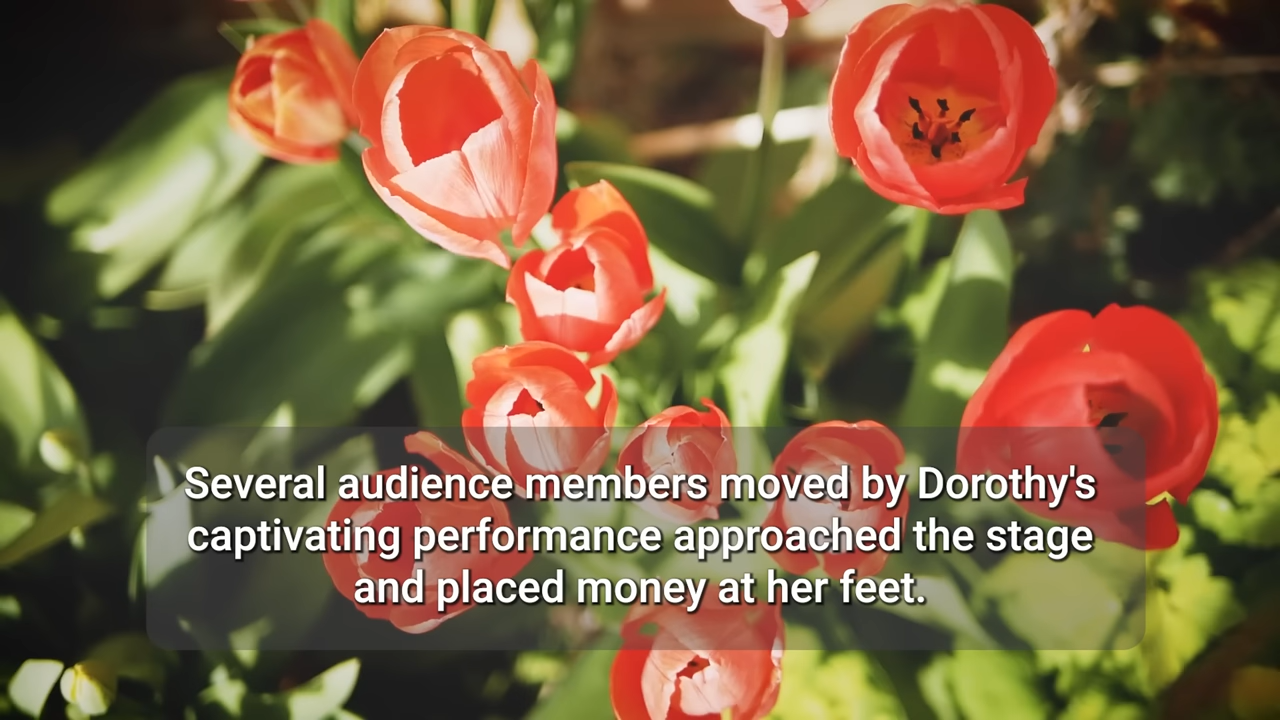 Several audience members moved by Dorothy's
captivating performance approached the stage
and placed money at her feet.